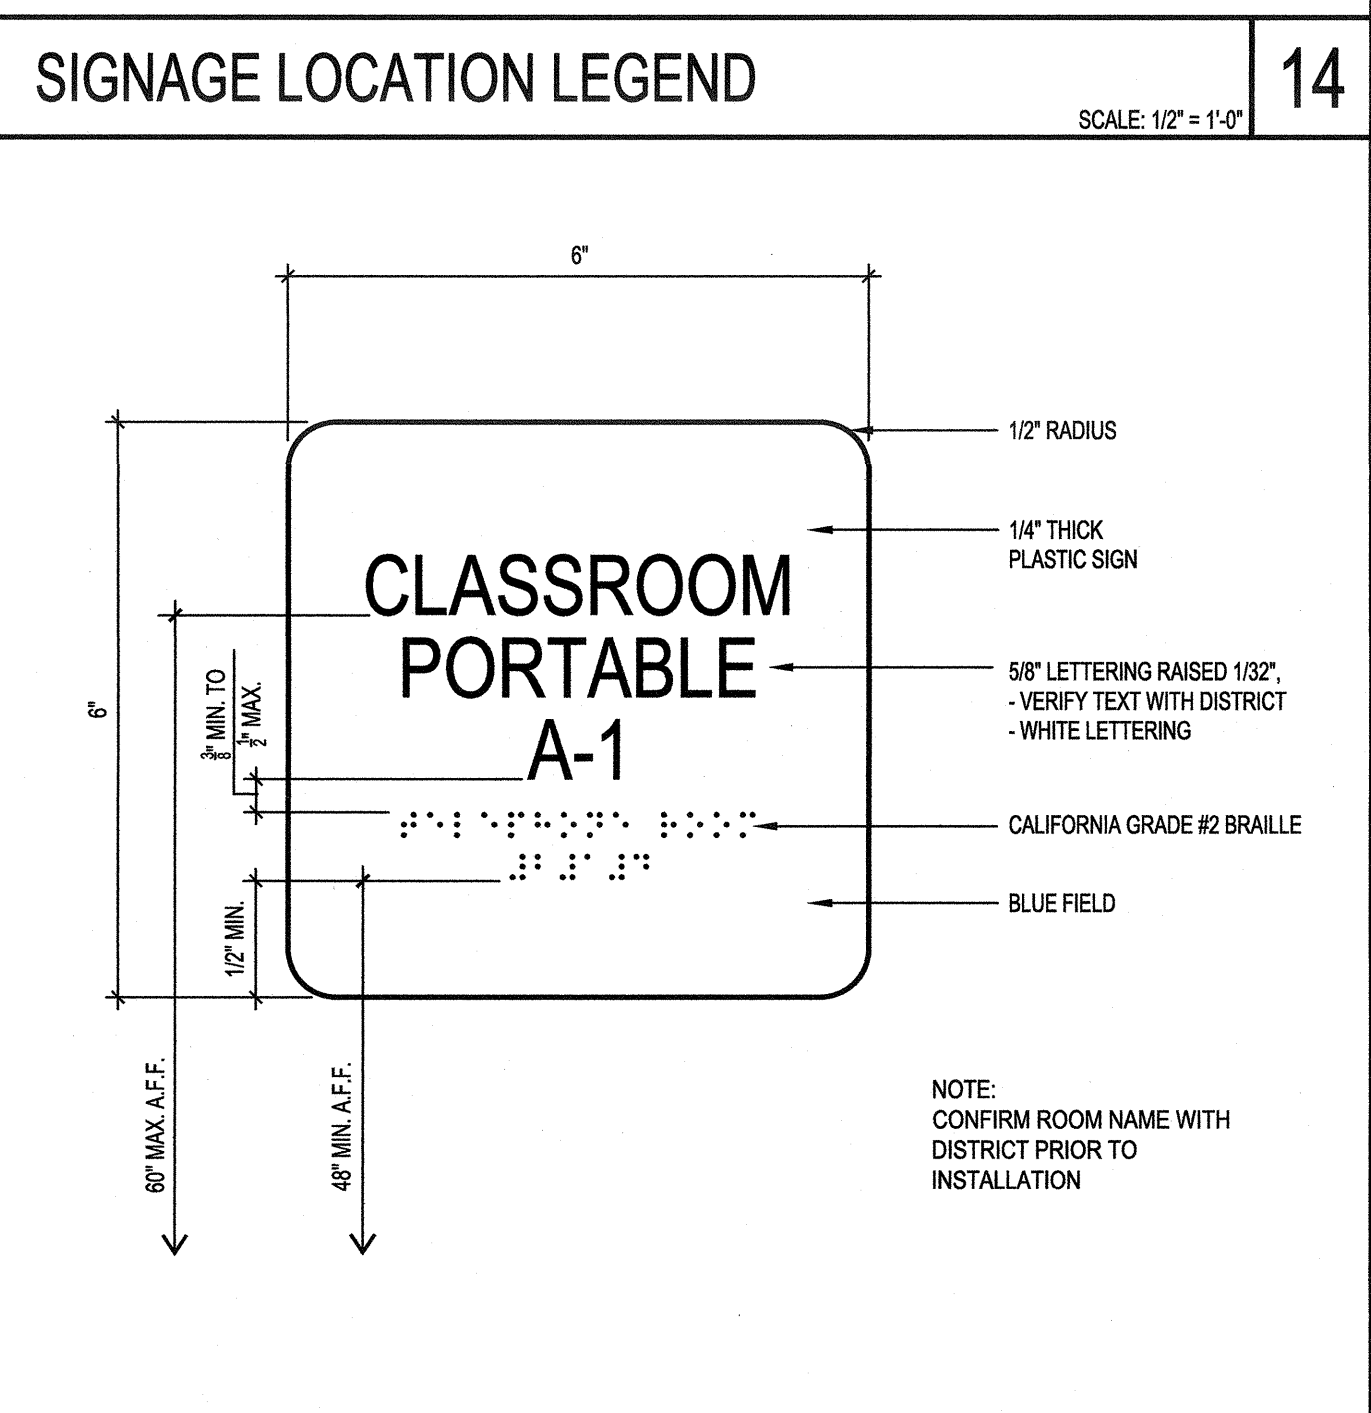 SIGNAGE LOCATION LEGEND
SCALE: 1/2" = 1'-0"
14
6"
1/2" RADIUS
1/4" THICK
PLASTIC SIGN
CLASSROOM
PORTABLE
A-1
5/8" LETTERING RAISED 1/32",
- VERIFY TEXT WITH DISTRICT
- WHITE LETTERING
6"
3/8" MIN. TO
1/2" MAX.
CALIFORNIA GRADE #2 BRAILLE
BLUE FIELD
1/2" MIN.
60" MAX. A.F.F.
48" MIN. A.F.F.
NOTE:
CONFIRM ROOM NAME WITH
DISTRICT PRIOR TO
INSTALLATION